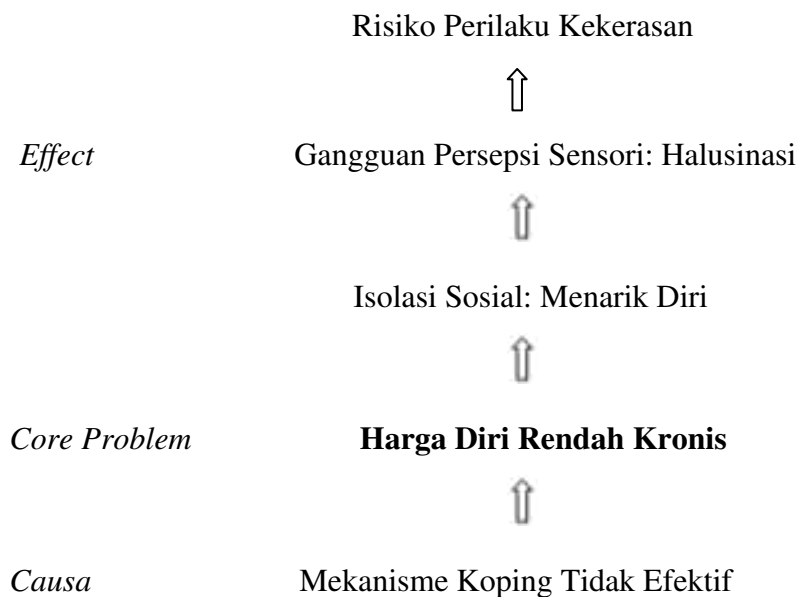 Risiko Perilaku Kekerasan
Effect Gangguan Persepsi Sensori: Halusinasi
Isolasi Sosial: Menarik Diri
Core Problem Harga Diri Rendah Kronis
Causa Mekanisme Koping Tidak Efektif